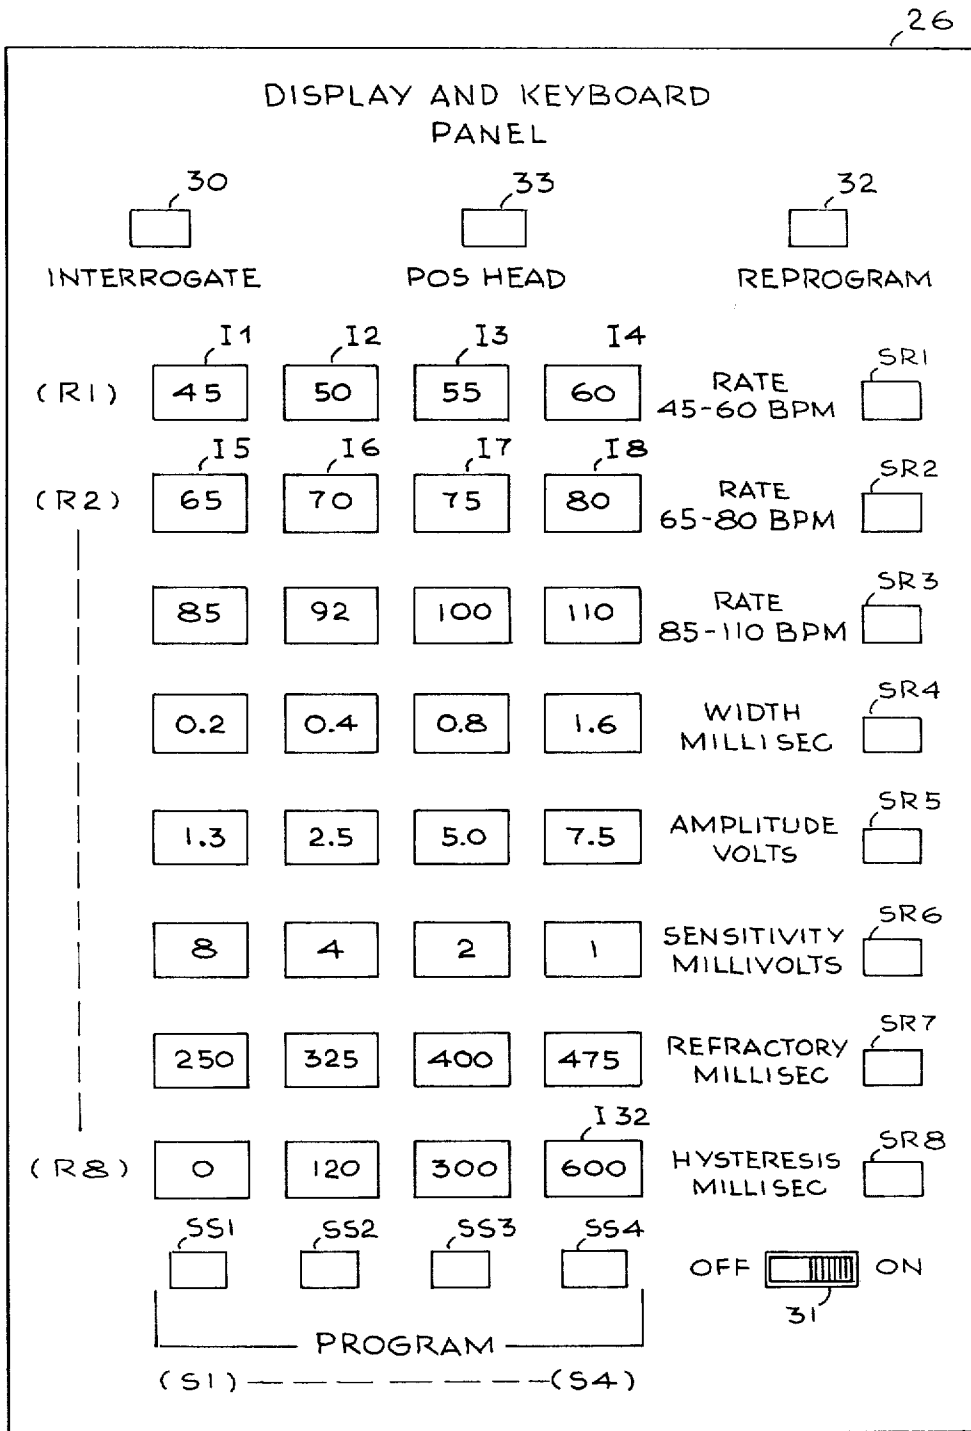 26
DISPLAY AND KEYBOARD
PANEL
30 33 32
INTERROGATE POS HEAD REPROGRAM
I1 I2 I3 I4 SR1
(R1) 45 50 55 60 RATE
45-60 BPM
I5 I6 I7 I8 SR2
(R2) 65 70 75 80 RATE
65-80 BPM
SR3
85 92 100 110 RATE
85-110 BPM
SR4
0.2 0.4 0.8 1.6 WIDTH
MILLISEC
SR5
1.3 2.5 5.0 7.5 AMPLITUDE
VOLTS
SR6
8 4 2 1 SENSITIVITY
MILLIVOLTS
SR7
250 325 400 475 REFRACTORY
MILLISEC
I32 SR8
(R8) 0 120 300 600 HYSTERESIS
MILLISEC
SS1 SS2 SS3 SS4
OFF ON
31
PROGRAM
(S1) (S4)